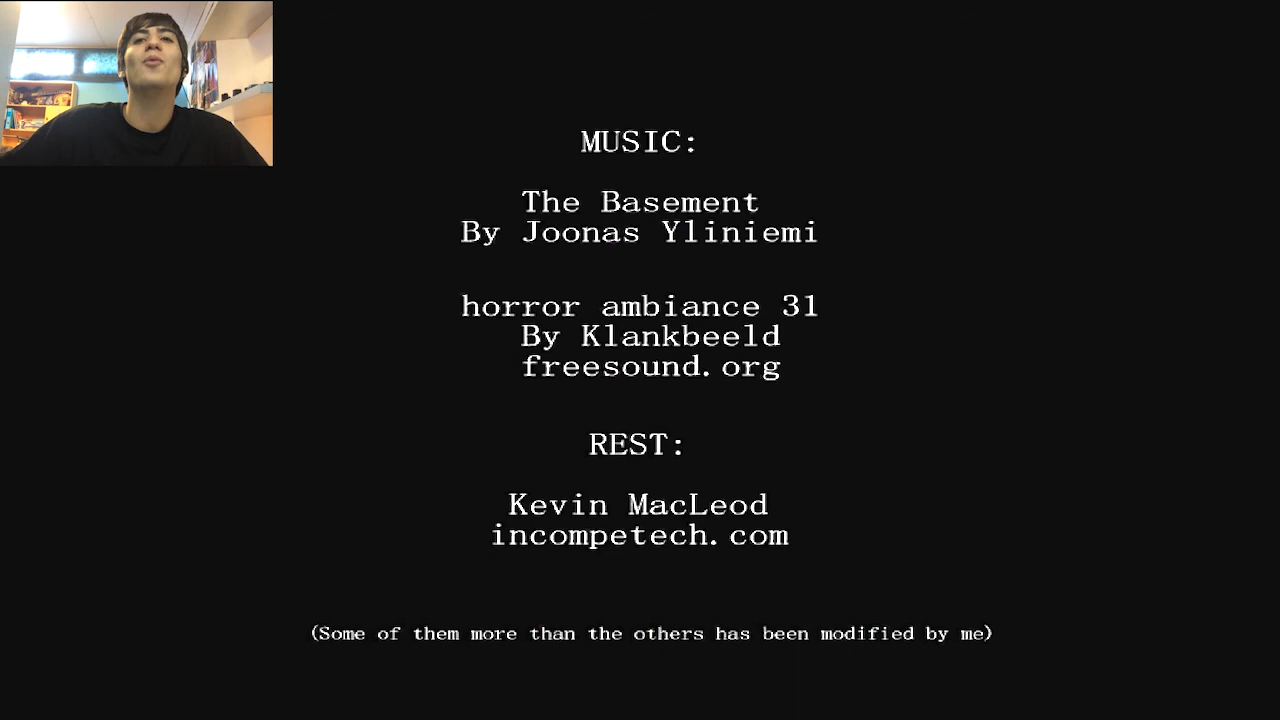 MUSIC:
The Basement
By Joonas Yliniemi
horror ambiance 31
By Klankbeeld
freesound.org
REST:
Kevin MacLeod
incompetech.com
(Some of them more than the others has been modified by me)